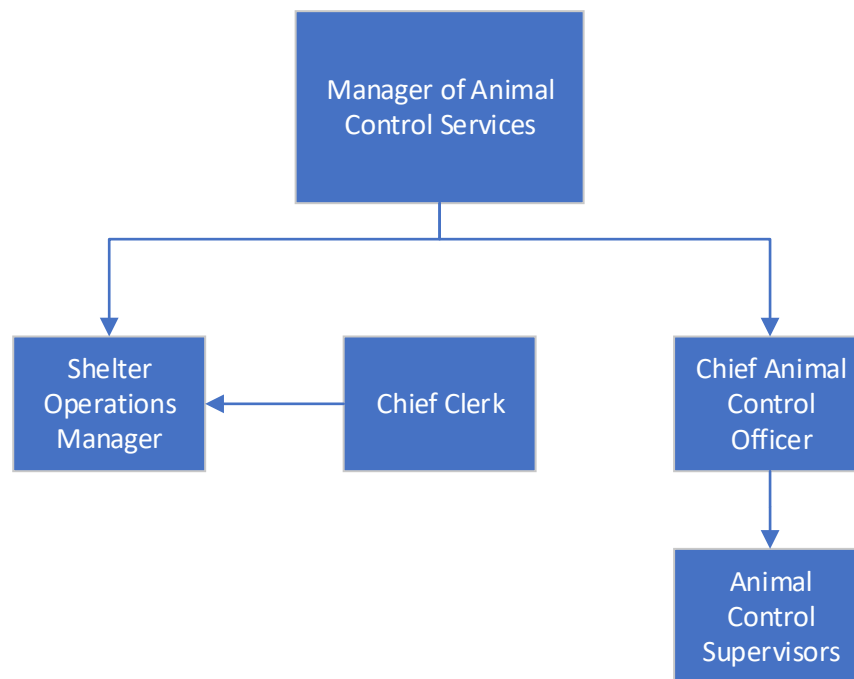 Manager of Animal
Control Services
Shelter
Operations
Manager
Chief Clerk
Chief Animal
Control
Officer
Animal
Control
Supervisors